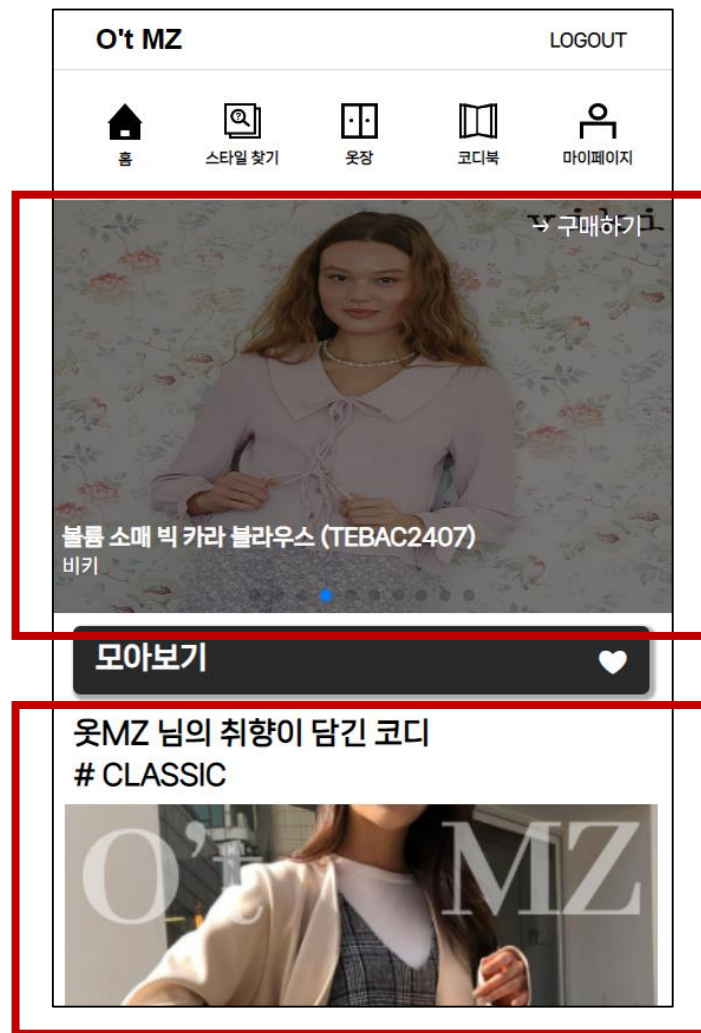 O't MZ
LOGOUT
홈
스타일 찾기
옷장
코디북
마이페이지
→ 구매하기
볼륨 소매 빅 카라 블라우스 (TEBAC2407)
비키
모아보기
옷MZ 님의 취향이 담긴 코디
# CLASSIC
O't MZ